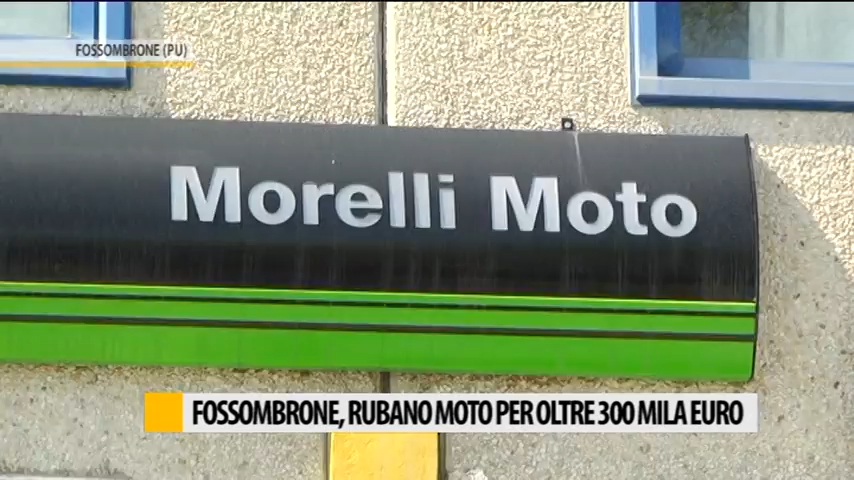 FOSSOMBRONE (PU)
Morelli Moto
FOSSOMBRONE, RUBANO MOTO PER OLTRE 300 MILA EURO